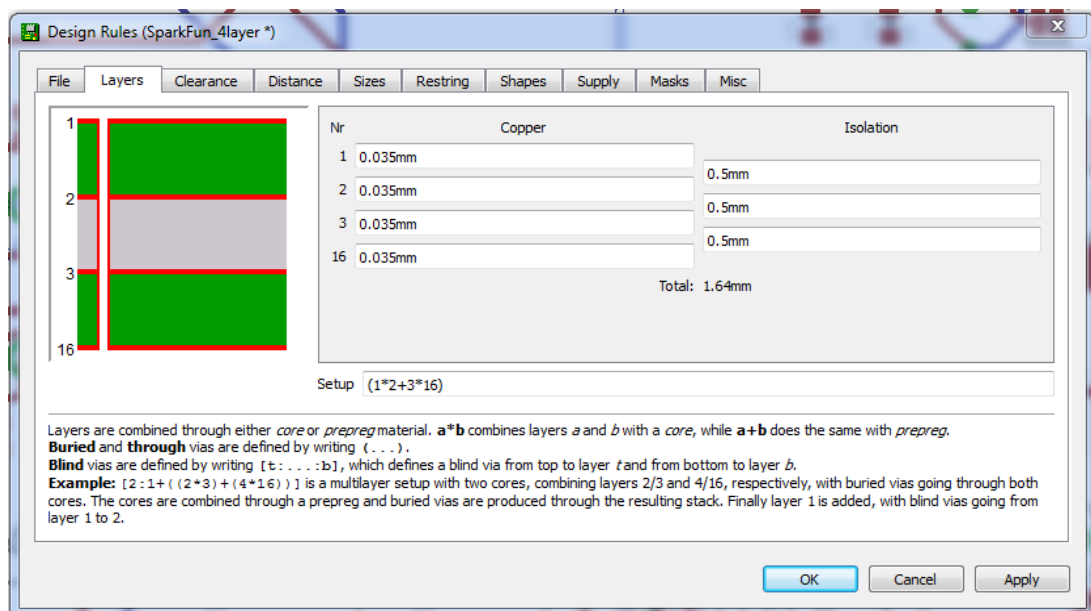 Design Rules (SparkFun_4layer *)
File Layers Clearance Distance Sizes Restring Shapes Supply Masks Misc
1
2
3
16
Nr Copper Isolation
1 0.035mm
0.5mm
2 0.035mm
0.5mm
3 0.035mm
0.5mm
16 0.035mm
Total: 1.64mm
Setup (1*2+3*16)
Layers are combined through either core or prepreg material. a*b combines layers a and b with a core, while a+b does the same with prepreg.
Buried and through vias are defined by writing (...).
Blind vias are defined by writing [t:...:b], which defines a blind via from top to layer t and from bottom to layer b.
Example: [2:1+((2*3)+(4*16))] is a multilayer setup with two cores, combining layers 2/3 and 4/16, respectively, with buried vias going through both
cores. The cores are combined through a prepreg and buried vias are produced through the resulting stack. Finally layer 1 is added, with blind vias going from
layer 1 to 2.
OK Cancel Apply